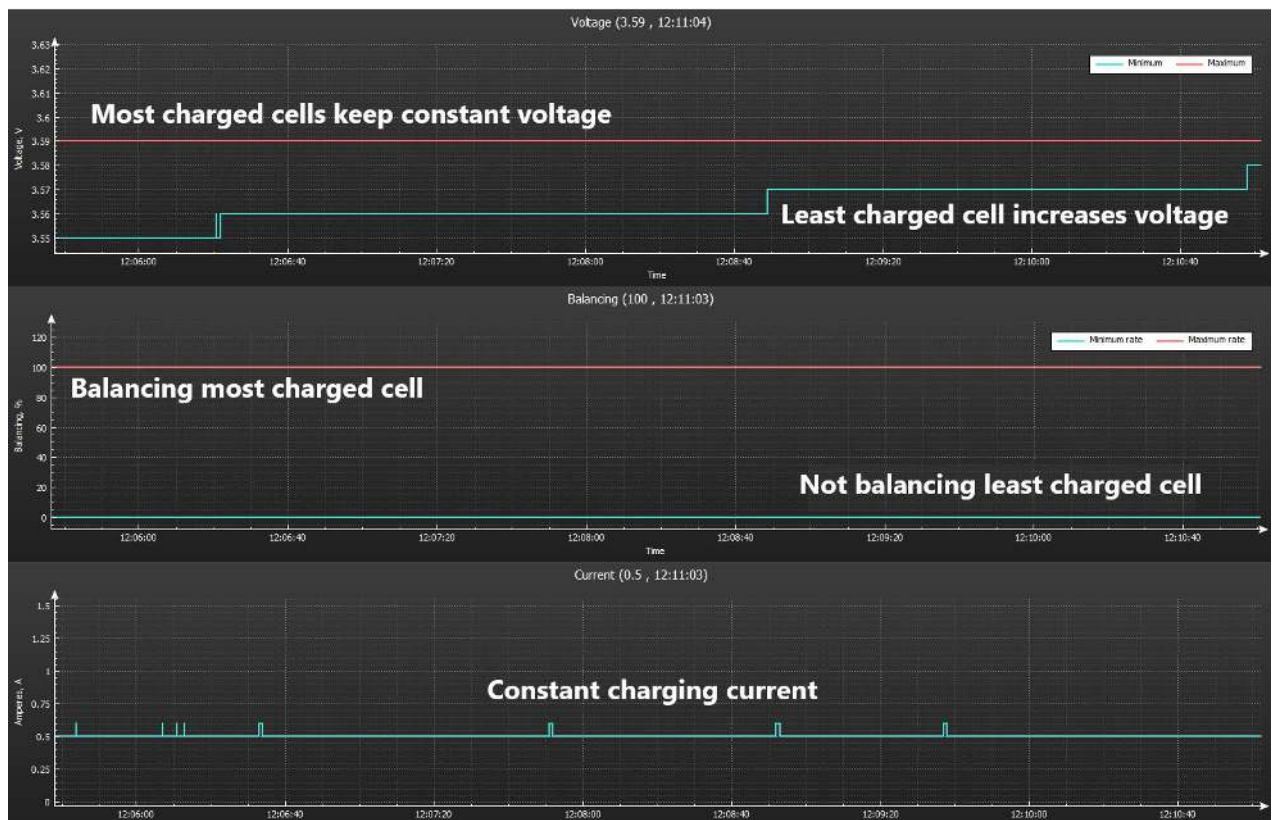 Voltage (3.59 , 12:11:04)
Minimum Maximum
3.63
3.62
3.61
3.6
3.59
3.58
3.57
3.56
3.55
Voltage, V
Most charged cells keep constant voltage
Least charged cell increases voltage
12:06:00 12:06:40 12:07:20 12:08:00 12:08:40 12:09:20 12:10:00 12:10:40
Time
Balancing (100 , 12:11:03)
Minimum rate Maximum rate
120
100
80
60
40
20
0
Balancing, %
Balancing most charged cell
Not balancing least charged cell
12:06:00 12:06:40 12:07:20 12:08:00 12:08:40 12:09:20 12:10:00 12:10:40
Time
Current (0.5 , 12:11:03)
1.5
1.25
1
0.75
0.5
0.25
0
Amperes, A
Constant charging current
12:06:00 12:06:40 12:07:20 12:08:00 12:08:40 12:09:20 12:10:00 12:10:40